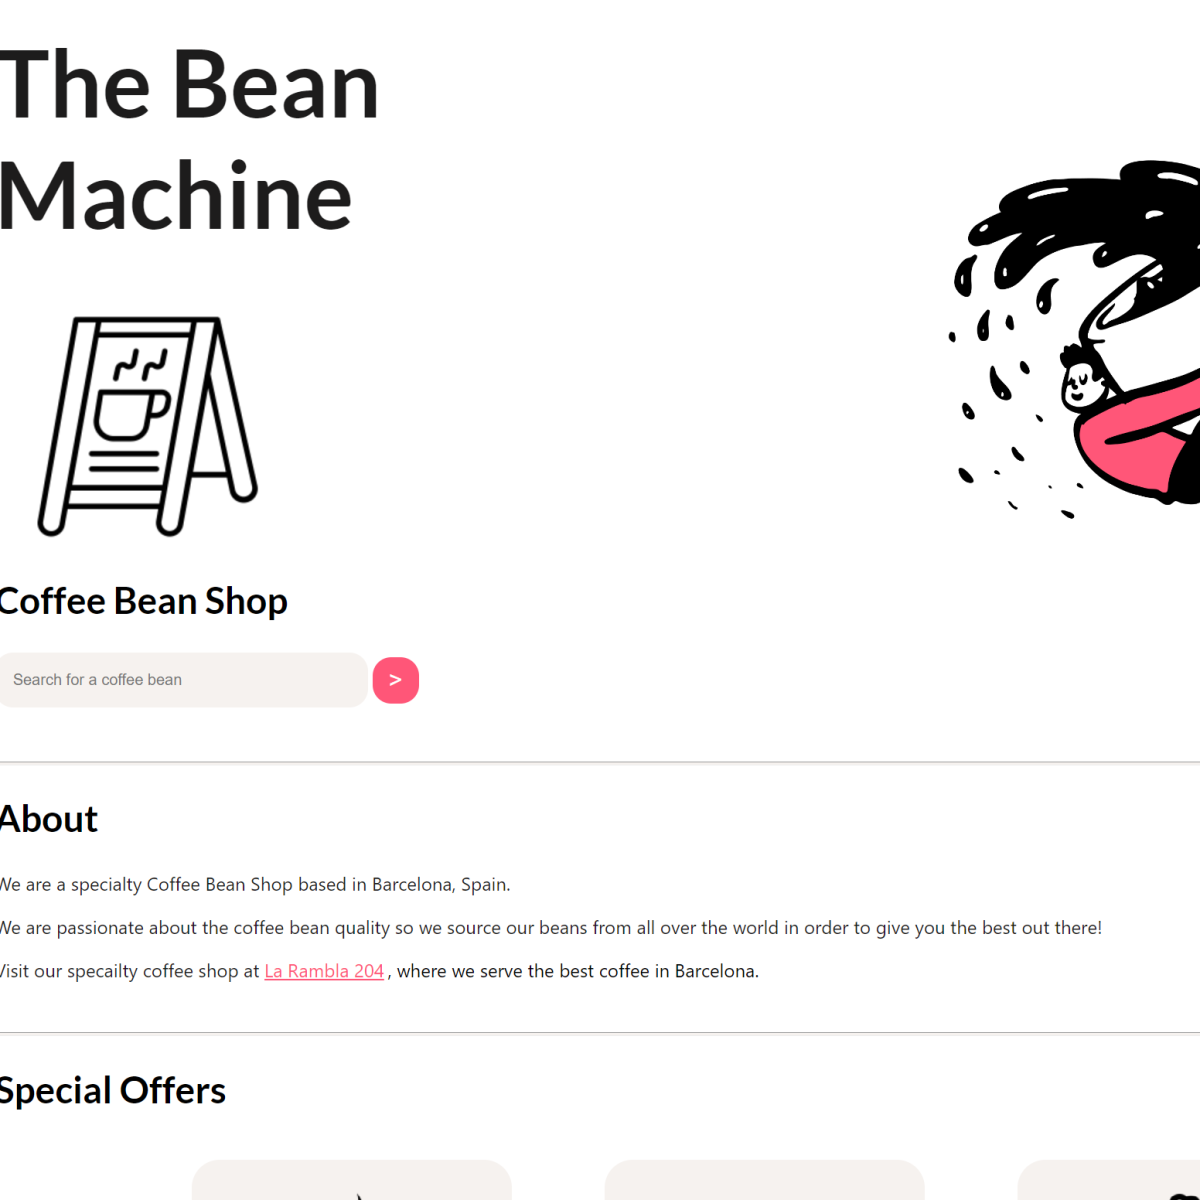 The Bean
Machine
Coffee Bean Shop
Search for a coffee bean
>
About
We are a specialty Coffee Bean Shop based in Barcelona, Spain.
We are passionate about the coffee bean quality so we source our beans from all over the world in order to give you the best out there!
Visit our specailty coffee shop at La Rambla 204 , where we serve the best coffee in Barcelona.
Special Offers